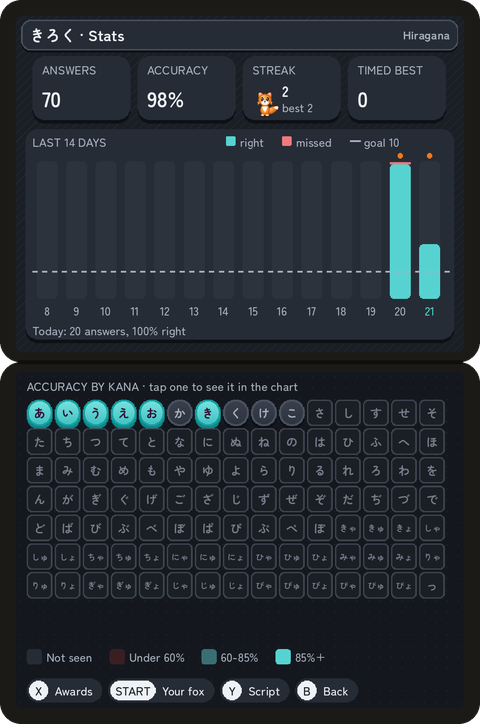 きろく · Stats
Hiragana
ANSWERS
70
ACCURACY
98%
STREAK
2
best 2
TIMED BEST
0
LAST 14 DAYS
right
missed
goal 10
8 9 10 11 12 13 14 15 16 17 18 19 20 21
Today: 20 answers, 100% right
ACCURACY BY KANA · tap one to see it in the chart
あ い う え お か き く け こ さ し す せ そ
た ち つ て と な に ぬ ね の は ひ ふ へ ほ
ま み む め も や ゆ よ ら り る れ ろ わ を
ん が ぎ ぐ げ ご ざ じ ず ぜ ぞ だ ぢ づ で
ど ば び ぶ べ ぼ ぱ ぴ ぷ ぺ ぽ きゃ きゅ きょ しゃ
しゅ しょ ちゃ ちゅ ちょ にゃ にゅ にょ ひゃ ひゅ ひょ みゃ みゅ みょ りゃ
りゅ りょ ぎゃ ぎゅ ぎょ じゃ じゅ じょ びゃ びゅ びょ ぴゃ ぴゅ ぴょ っ
Not seen
Under 60%
60-85%
85%+
X Awards
START Your fox
Y Script
B Back